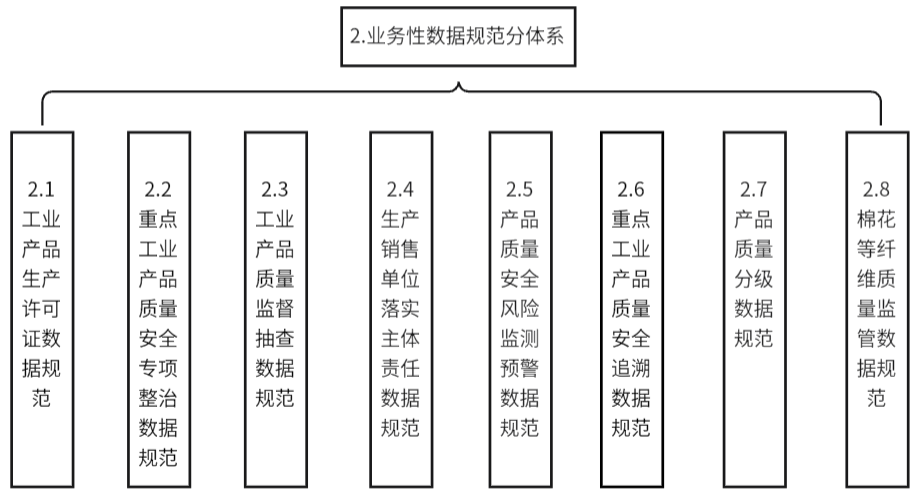 2.业务性数据规范分体系
2.1
工业
产品
生产
许可
证数
据规
范
2.2
重点
工业
产品
质量
安全
专项
整治
数据
规范
2.3
工业
产品
质量
监督
抽查
数据
规范
2.4
生产
销售
单位
落实
主体
责任
数据
规范
2.5
产品
质量
安全
风险
监测
预警
数据
规范
2.6
重点
工业
产品
质量
安全
追溯
数据
规范
2.7
产品
质量
分级
数据
规范
2.8
棉花
等纤
维质
量监
管数
据规
范